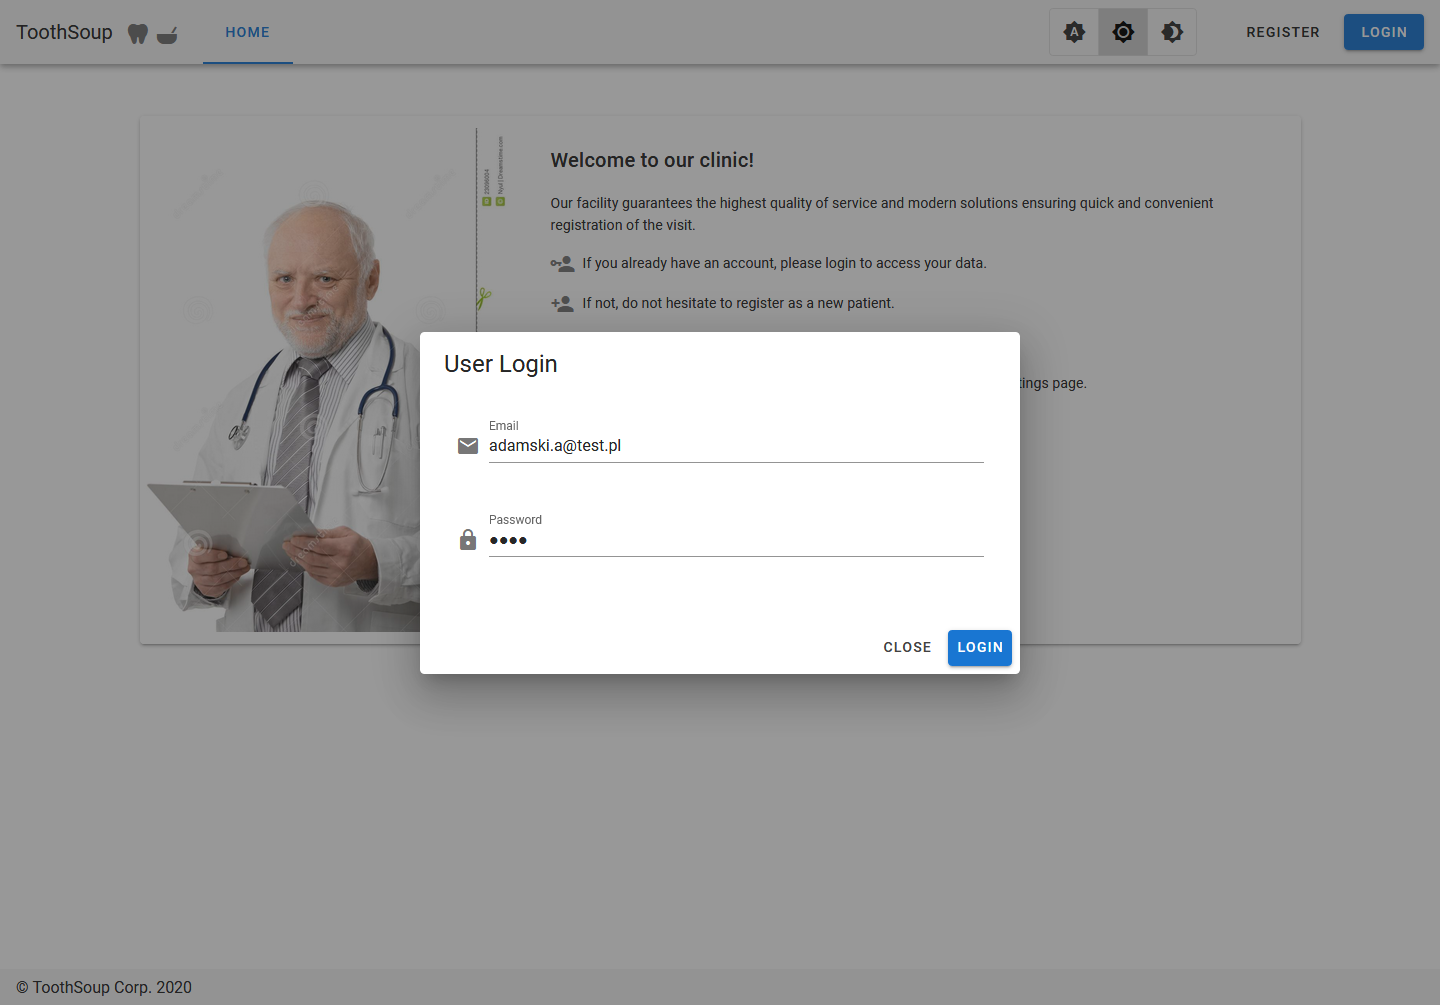 ToothSoup
HOME
A
REGISTER
LOGIN
Welcome to our clinic!
Our facility guarantees the highest quality of service and modern solutions ensuring quick and convenient
registration of the visit.
If you already have an account, please login to access your data.
If not, do not hesitate to register as a new patient.
tings page.
User Login
Email
adamski.a@test.pl
Password
••••
CLOSE
LOGIN
© ToothSoup Corp. 2020